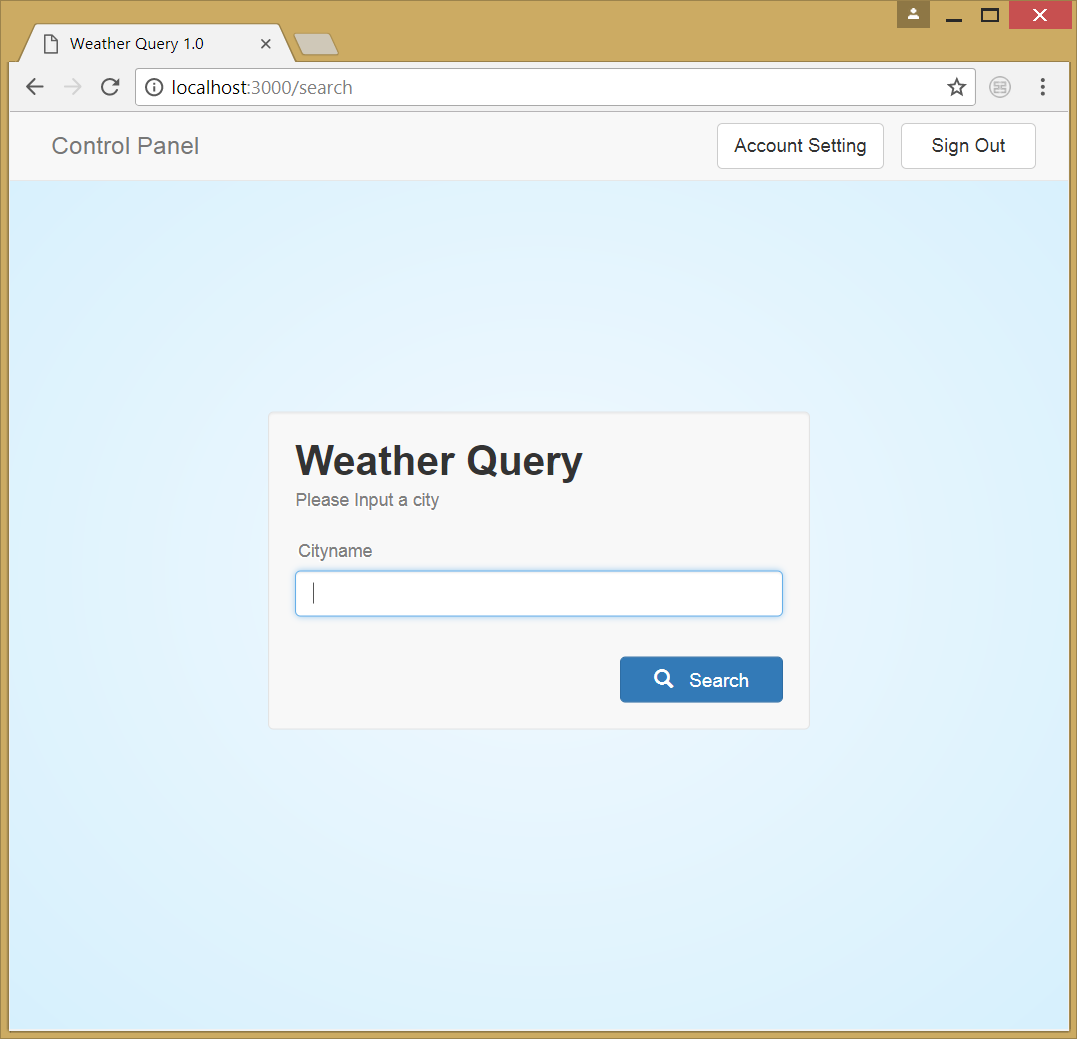 Weather Query 1.0
localhost:3000/search
Control Panel
Account Setting
Sign Out
Weather Query
Please Input a city
Cityname
Search